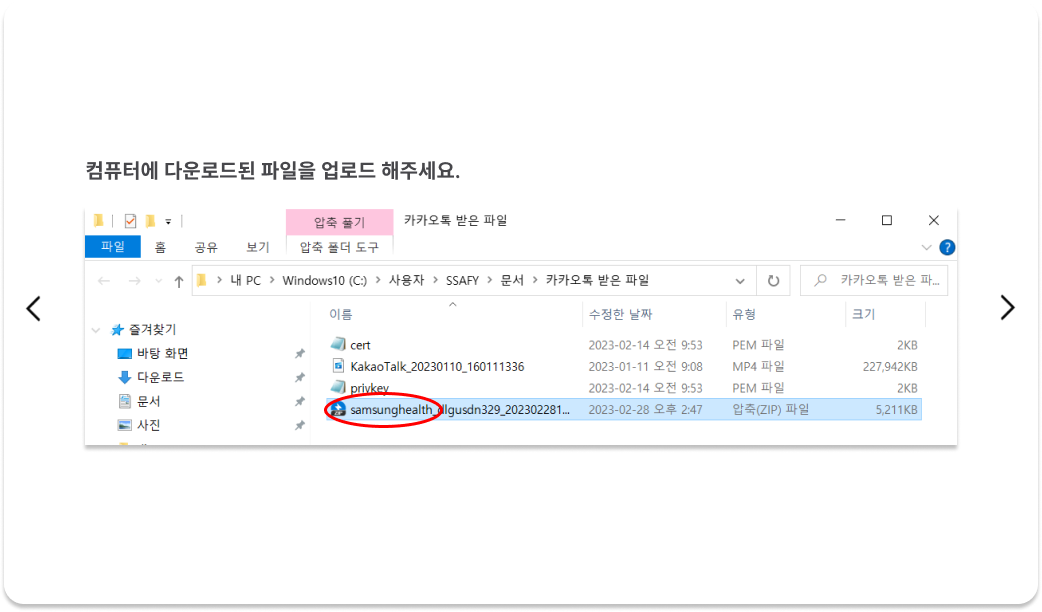 컴퓨터에 다운로드된 파일을 업로드 해주세요.
압축 풀기 카카오톡 받은 파일
파일 홈 공유 보기 압축 폴더 도구 ?
내 PC > Windows10 (C:) > 사용자 > SSAFY > 문서 > 카카오톡 받은 파일 카카오톡 받은 파...
이름 수정한 날짜 유형 크기
즐겨찾기
바탕 화면
다운로드
문서
사진
cert 2023-02-14 오전 9:53 PEM 파일 2KB
KakaoTalk_20230110_160111336 2023-01-11 오전 9:08 MP4 파일 227,942KB
privkey 2023-02-14 오전 9:53 PEM 파일 2KB
samsunghealth_dlgusdn329_202302281... 2023-02-28 오후 2:47 압축(ZIP) 파일 5,211KB